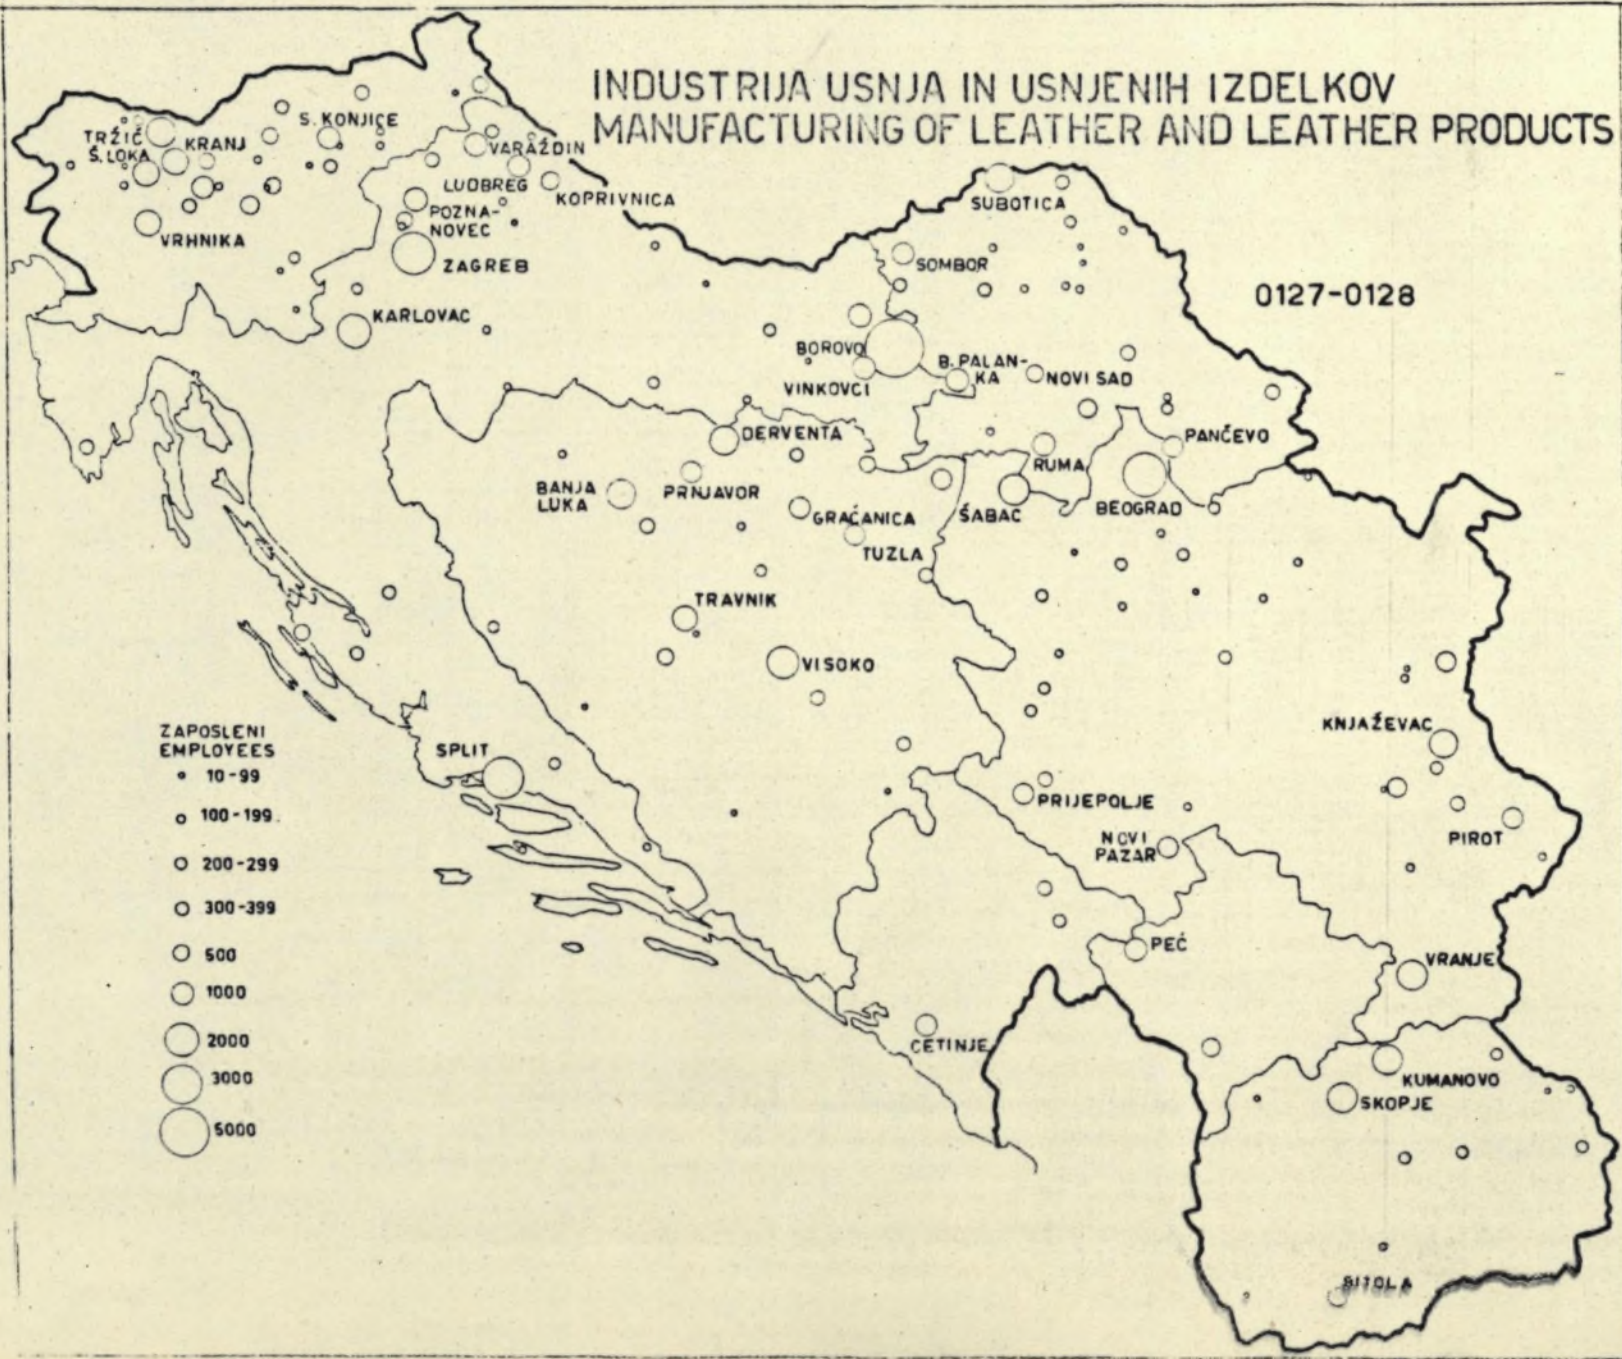 INDUSTRIJA USNJA IN USNJENIH IZDELKOV
MANUFACTURING OF LEATHER AND LEATHER PRODUCTS
0127-0128
TRŽIČ
Š. LOKA
KRANJ
S. KONJICE
VRHNIKA
VARAŽDIN
LUDBREG
KOPRIVNICA
POZNA-
NOVEC
ZAGREB
KARLOVAC
SUBOTICA
SOMBOR
BOROVO
VINKOVCI
B. PALAN-
KA
NOVI SAD
PANČEVO
RUMA
BEOGRAD
ŠABAC
DERVENTA
BANJA
LUKA
PRNJAVOR
GRAČANICA
TUZLA
TRAVNIK
VISOKO
SPLIT
KNJAŽEVAC
PRIJEPOLJE
NOVI
PAZAR
PIROT
PEĆ
VRANJE
CETINJE
KUMANOVO
SKOPJE
BITOLA
ZAPOSLENI
EMPLOYEES
10-99
100-199
200-299
300-399
500
1000
2000
3000
5000